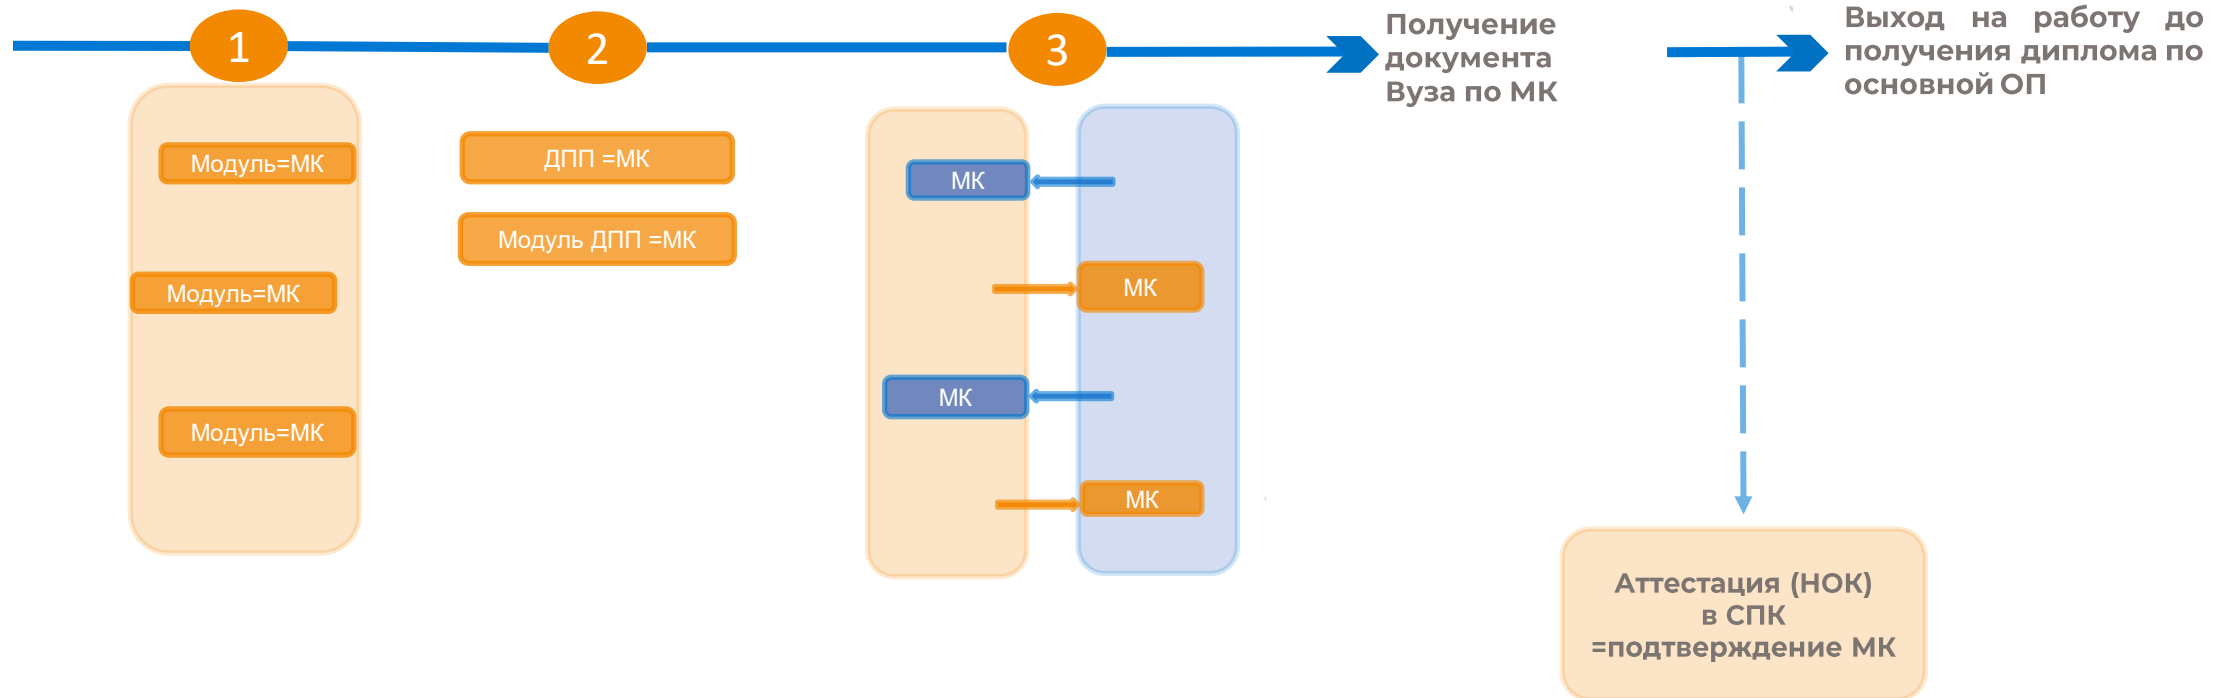 1
2
3
Получение
документа
Вуза по МК
Выход на работу до
получения диплома по
основной ОП
Модуль=МК
Модуль=МК
Модуль=МК
ДПП =МК
Модуль ДПП =МК
МК
МК
МК
МК
Аттестация (НОК)
в СПК
=подтверждение МК